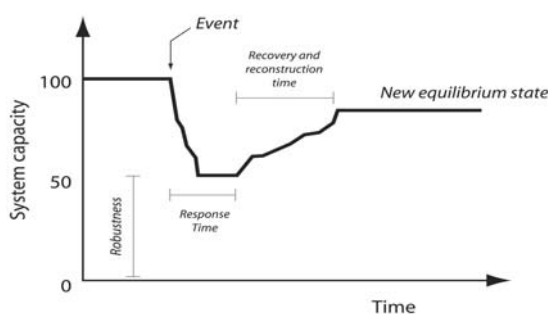 Event
Recovery and
reconstruction
time
100
New equilibrium state
System capacity
50
Robustness
Response
Time
0
Time